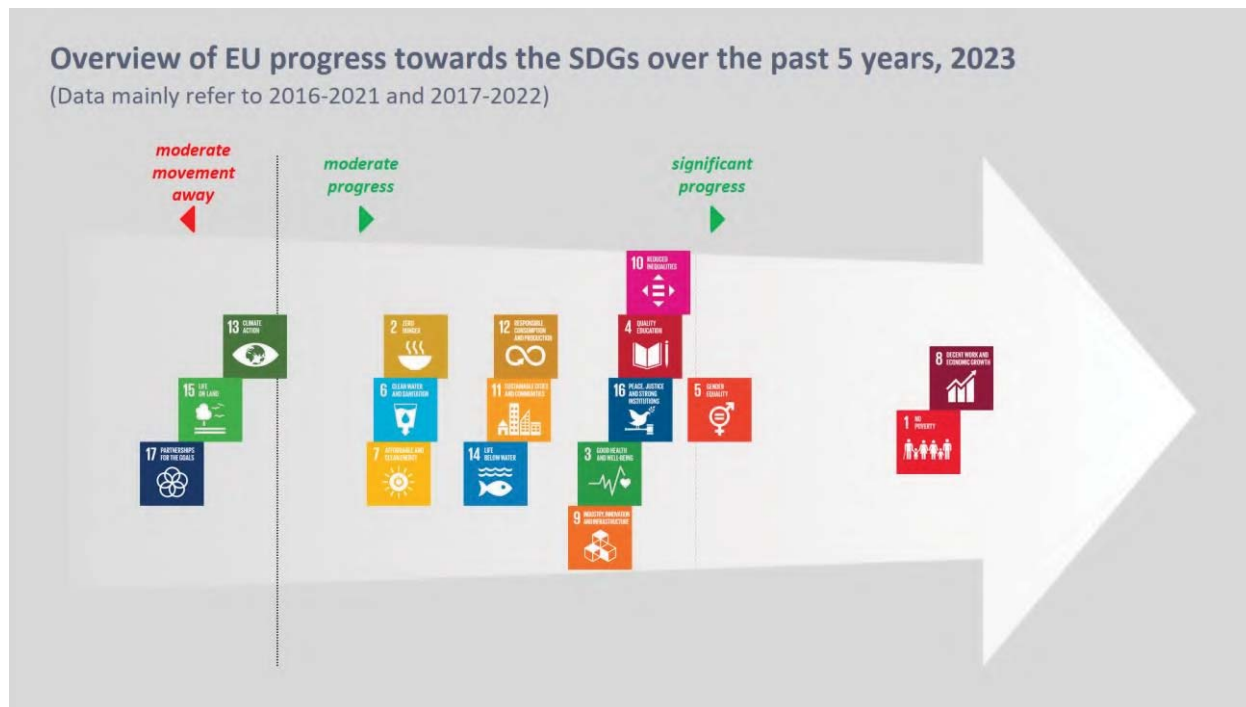 Overview of EU progress towards the SDGs over the past 5 years, 2023
(Data mainly refer to 2016-2021 and 2017-2022)
moderate
movement
away
moderate
progress
significant
progress
10 REDUCED
INEQUALITIES
13 CLIMATE
ACTION
2 ZERO
HUNGER
12 RESPONSIBLE
CONSUMPTION
AND PRODUCTION
4 QUALITY
EDUCATION
8 DECENT WORK AND
ECONOMIC GROWTH
15 LIFE
ON LAND
6 CLEAN WATER
AND SANITATION
11 SUSTAINABLE CITIES
AND COMMUNITIES
16 PEACE, JUSTICE
AND STRONG
INSTITUTIONS
5 GENDER
EQUALITY
1 NO
POVERTY
17 PARTNERSHIPS
FOR THE GOALS
7 AFFORDABLE AND
CLEAN ENERGY
14 LIFE
BELOW WATER
3 GOOD HEALTH
AND WELL-BEING
9 INDUSTRY, INNOVATION
AND INFRASTRUCTURE